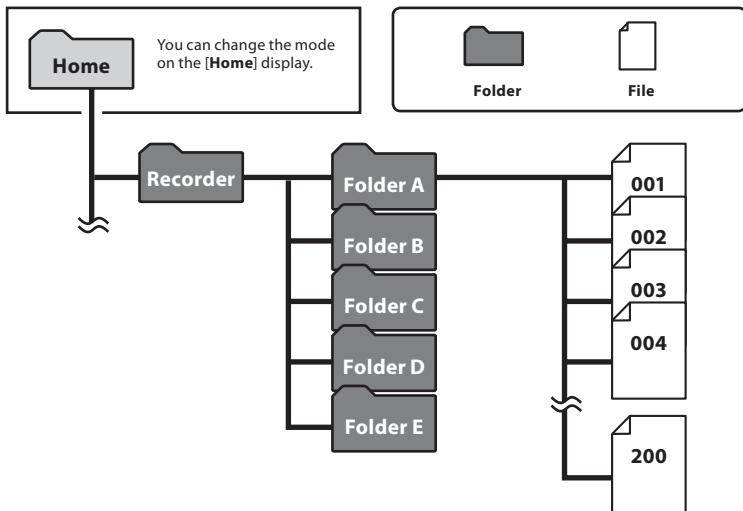 Home
You can change the mode
on the [Home] display.
Folder
File
Recorder
Folder A
Folder B
Folder C
Folder D
Folder E
001
002
003
004
200